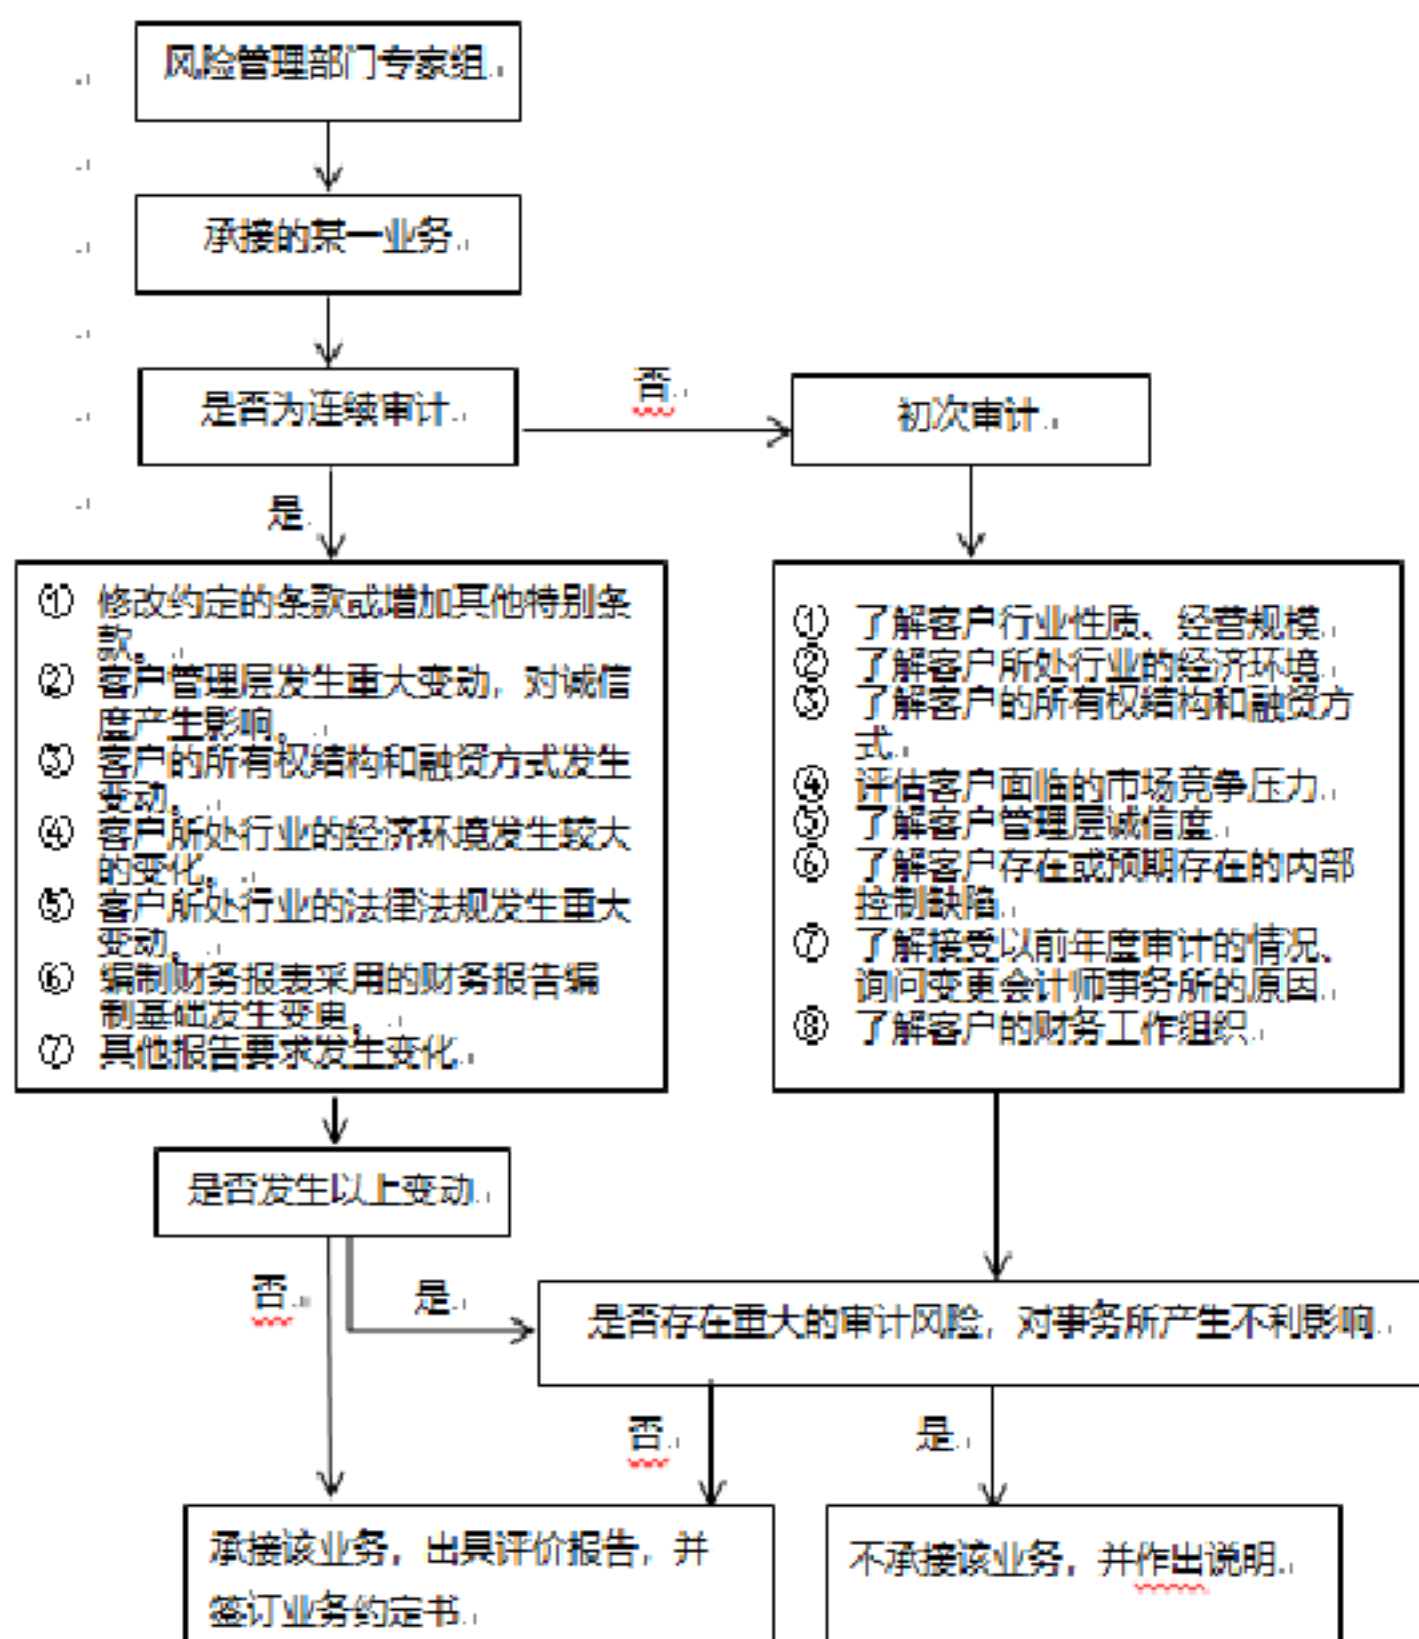 风险管理部门专家组
承接的某一业务
是否为连续审计
否
初次审计
是
① 修改约定的条款或增加其他特别条
款。
② 客户管理层发生重大变动，对诚信
度产生影响。
③ 客户的所有权结构和融资方式发生
变动。
④ 客户所处行业的经济环境发生较大
的变化。
⑤ 客户所处行业的法律法规发生重大
变动。
⑥ 编制财务报表采用的财务报告编
制基础发生变更。
⑦ 其他报告要求发生变化
① 了解客户行业性质、经营规模
② 了解客户所处行业的经济环境
③ 了解客户的所有权结构和融资方
式
④ 评估客户面临的市场竞争压力
⑤ 了解客户管理层诚信度
⑥ 了解客户存在或预期存在的内部
控制缺陷
⑦ 了解接受以前年度审计的情况、
询问变更会计师事务所的原因
⑧ 了解客户的财务工作组织
是否发生以上变动
否
是
是否存在重大的审计风险，对事务所产生不利影响
否
是
承接该业务，出具评价报告，并
签订业务约定书
不承接该业务，并作出说明